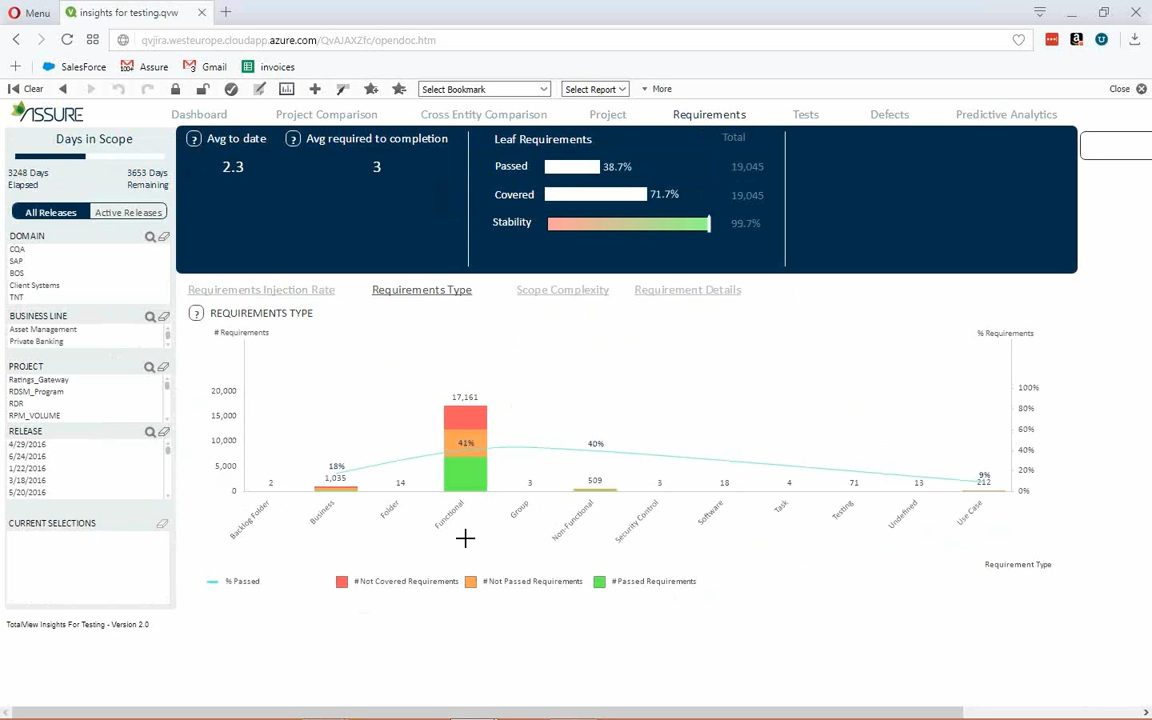 Menu
insights for testing.qvw
qvjira.westeurope.cloudapp.azure.com/QvAJAXZfc/opendoc.htm
SalesForce
100+ Assure
Gmail
invoices
Clear
Select Bookmark
Select Report
More
Close
ASSURE
Dashboard
Project Comparison
Cross Entity Comparison
Project
Requirements
Tests
Defects
Predictive Analytics
Days in Scope
3248 Days 3653 Days
Elapsed Remaining
All Releases Active Releases
DOMAIN
CQA
SAP
BOS
Client Systems
TNT
BUSINESS LINE
Asset Management
Private Banking
PROJECT
Ratings_Gateway
RDSM_Program
RDR
RPM_VOLUME
RELEASE
4/29/2016
6/24/2016
1/22/2016
3/18/2016
5/20/2016
CURRENT SELECTIONS
TotalView Insights For Testing - Version 2.0
? Avg to date
2.3
? Avg required to completion
3
Leaf Requirements Total
Passed 38.7% 19,045
Covered 71.7% 19,045
Stability 99.7%
Requirements Injection Rate
Requirements Type
Scope Complexity
Requirement Details
? REQUIREMENTS TYPE
# Requirements
% Requirements
20,000
15,000
10,000
5,000
0
100%
80%
60%
40%
20%
0%
17,161
41%
40%
18%
9%
2
1,035
14
3
509
3
18
4
71
13
212
Backlog Folder
Business
Folder
Functional
Group
Non-Functional
Security Control
Software
Task
Testing
Undefined
Use Case
Requirement Type
% Passed
# Not Covered Requirements
# Not Passed Requirements
# Passed Requirements